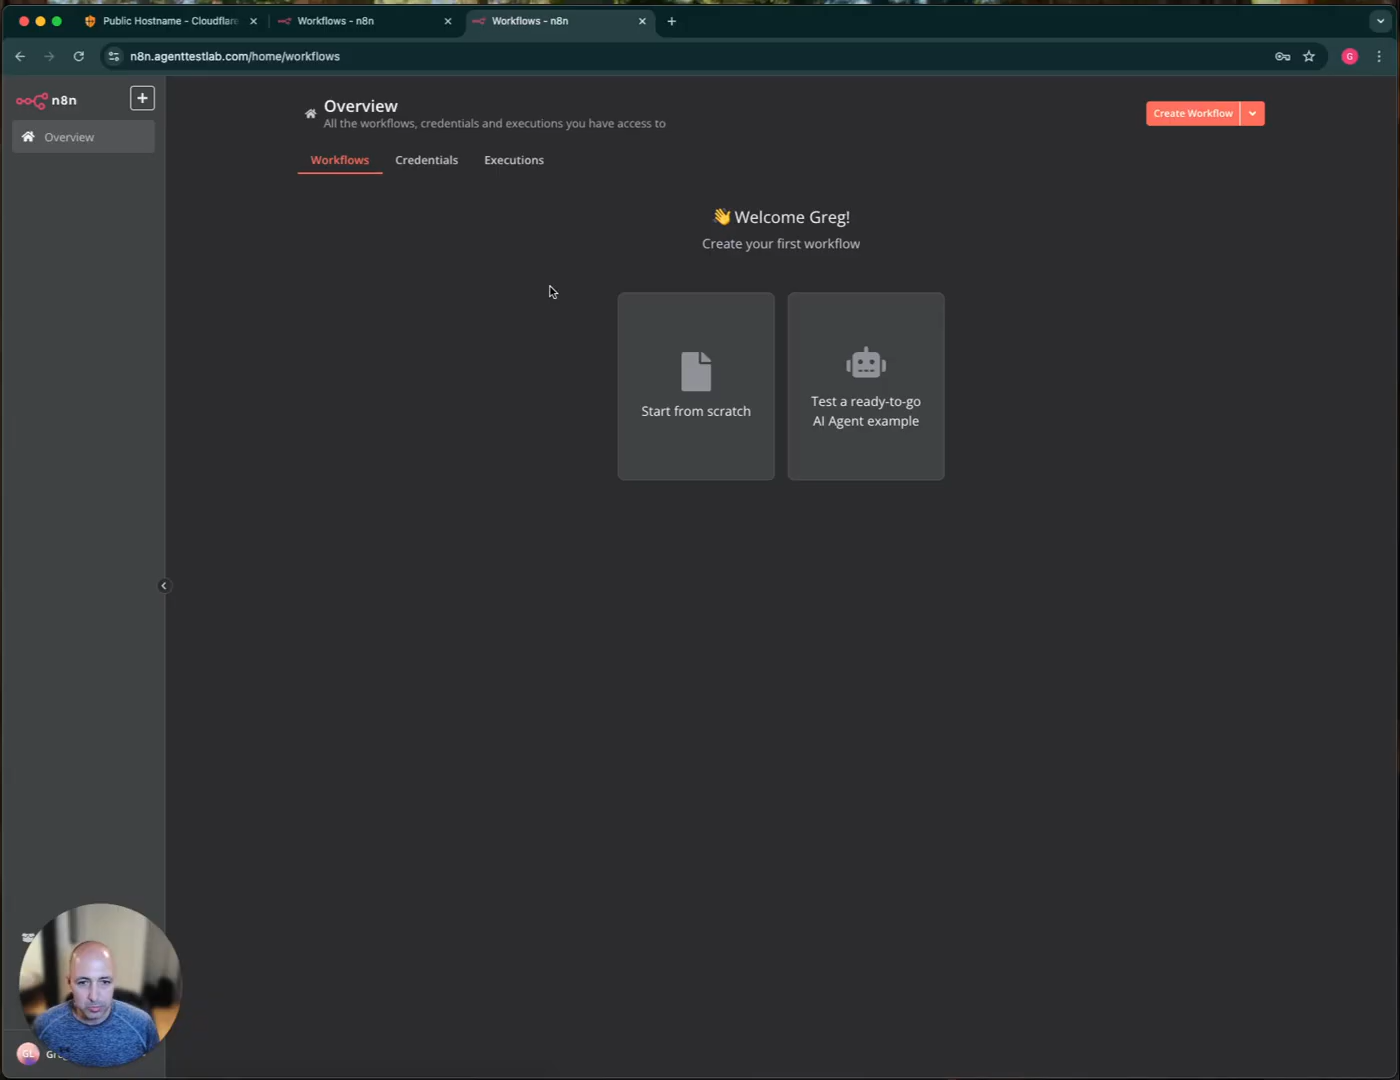 Public Hostname - Cloudflare
Workflows - n8n
Workflows - n8n
n8n.agenttestlab.com/home/workflows
G
n8n
Overview
Overview
All the workflows, credentials and executions you have access to
Create Workflow
Workflows
Credentials
Executions
👋 Welcome Greg!
Create your first workflow
Start from scratch
Test a ready-to-go
AI Agent example
GL